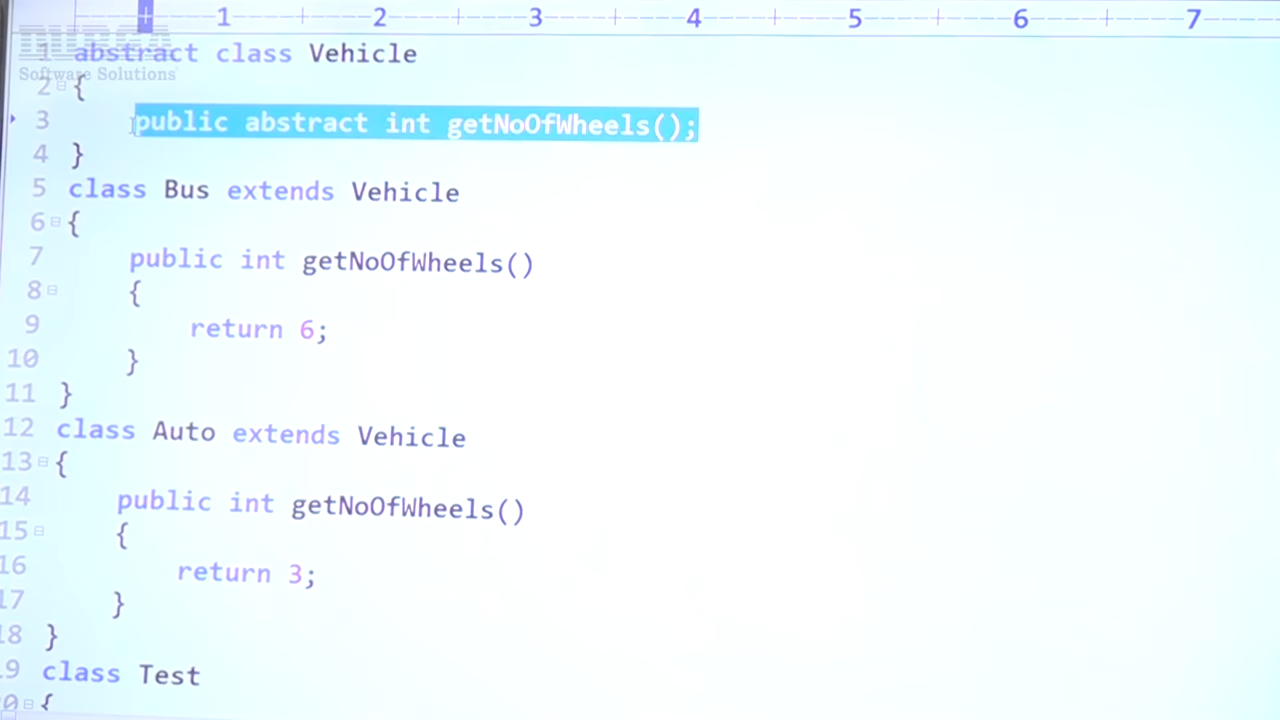 1 2 3 4 5 6 7
Software Solutions
1 abstract class Vehicle
2 {
3 public abstract int getNoOfWheels();
4 }
5 class Bus extends Vehicle
6 {
7 public int getNoOfWheels()
8 {
9 return 6;
10 }
11 }
12 class Auto extends Vehicle
13 {
14 public int getNoOfWheels()
15 {
16 return 3;
17 }
18 }
19 class Test
20 {